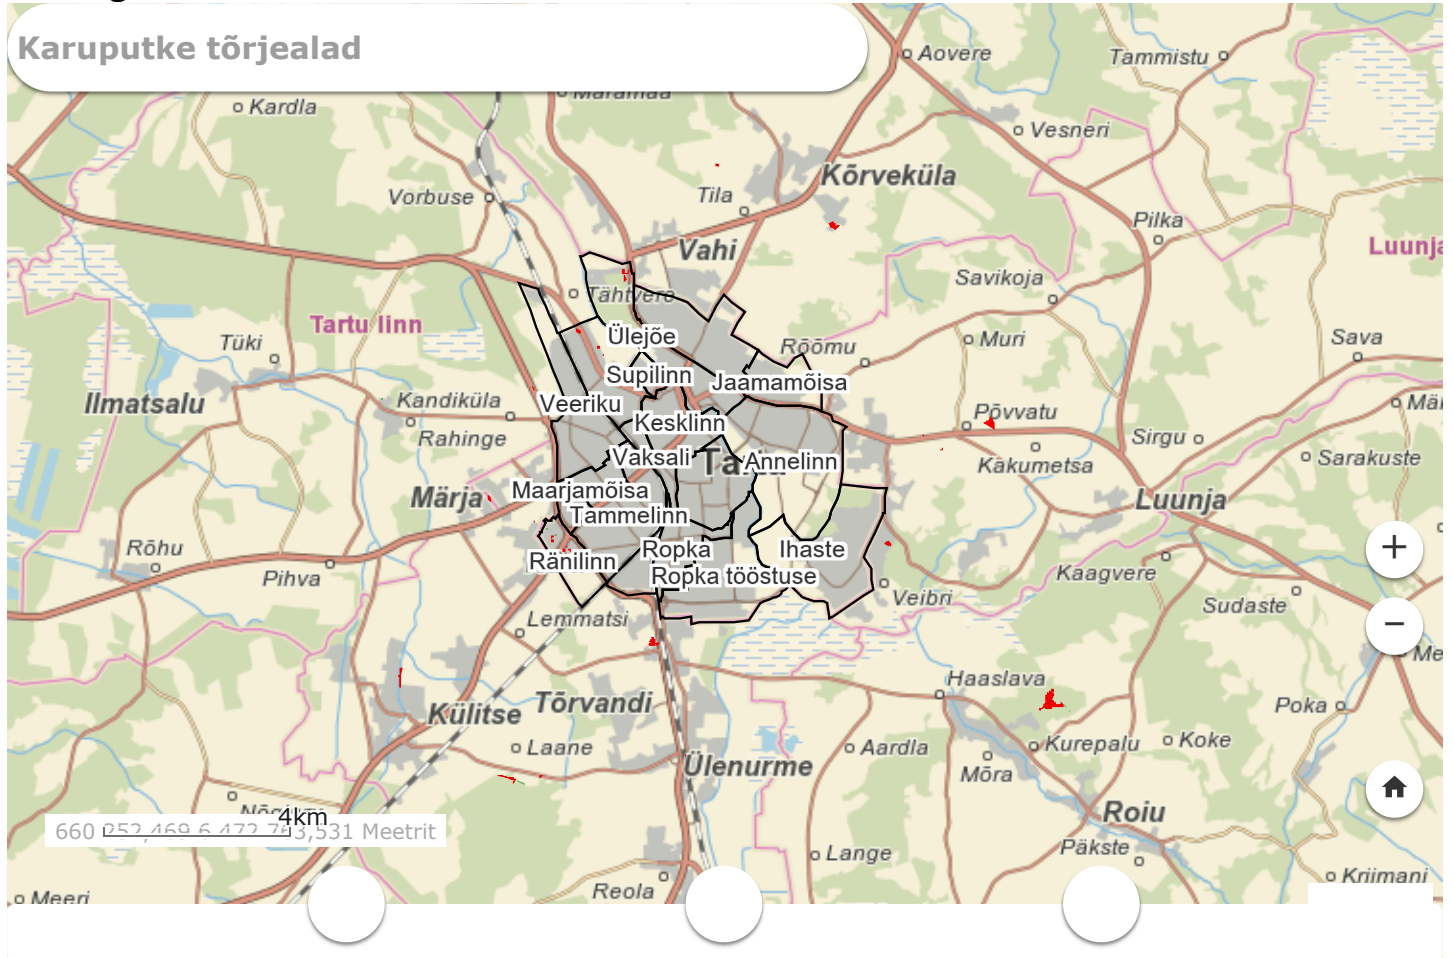 Karuputke tõrjealad
Aovere
Tammistu
Kardla
Maramaa
Vesneri
Kõrveküla
Vorbuse
Tila
Pilka
Vahi
Luunja
Savikoja
Tähtvere
Tartu linn
Ülejõe
Rõõmu
Muri
Sava
Tüki
Supilinn
Jaamamõisa
Ilmatsalu
Kandiküla
Veeriku
Põvvatu
Rahinge
Kesklinn
Sirgu
Vaksali
Annelinn
Kakumetsa
Sarakuste
Märja
Maarjamõisa
Luunja
Tammelinn
Rõhu
Ropka
Ihaste
+
Pihva
Ränilinn
Ropka tööstuse
Kaagvere
Veibri
Sudaste
Lemmatsi
−
Haaslava
Külitse
Tõrvandi
Poka
Laane
Aardla
Kurepalu
Koke
Ülenurme
Mõra
4km
Roiu
Lange
Päkste
Reola
Kriimani
Meeri